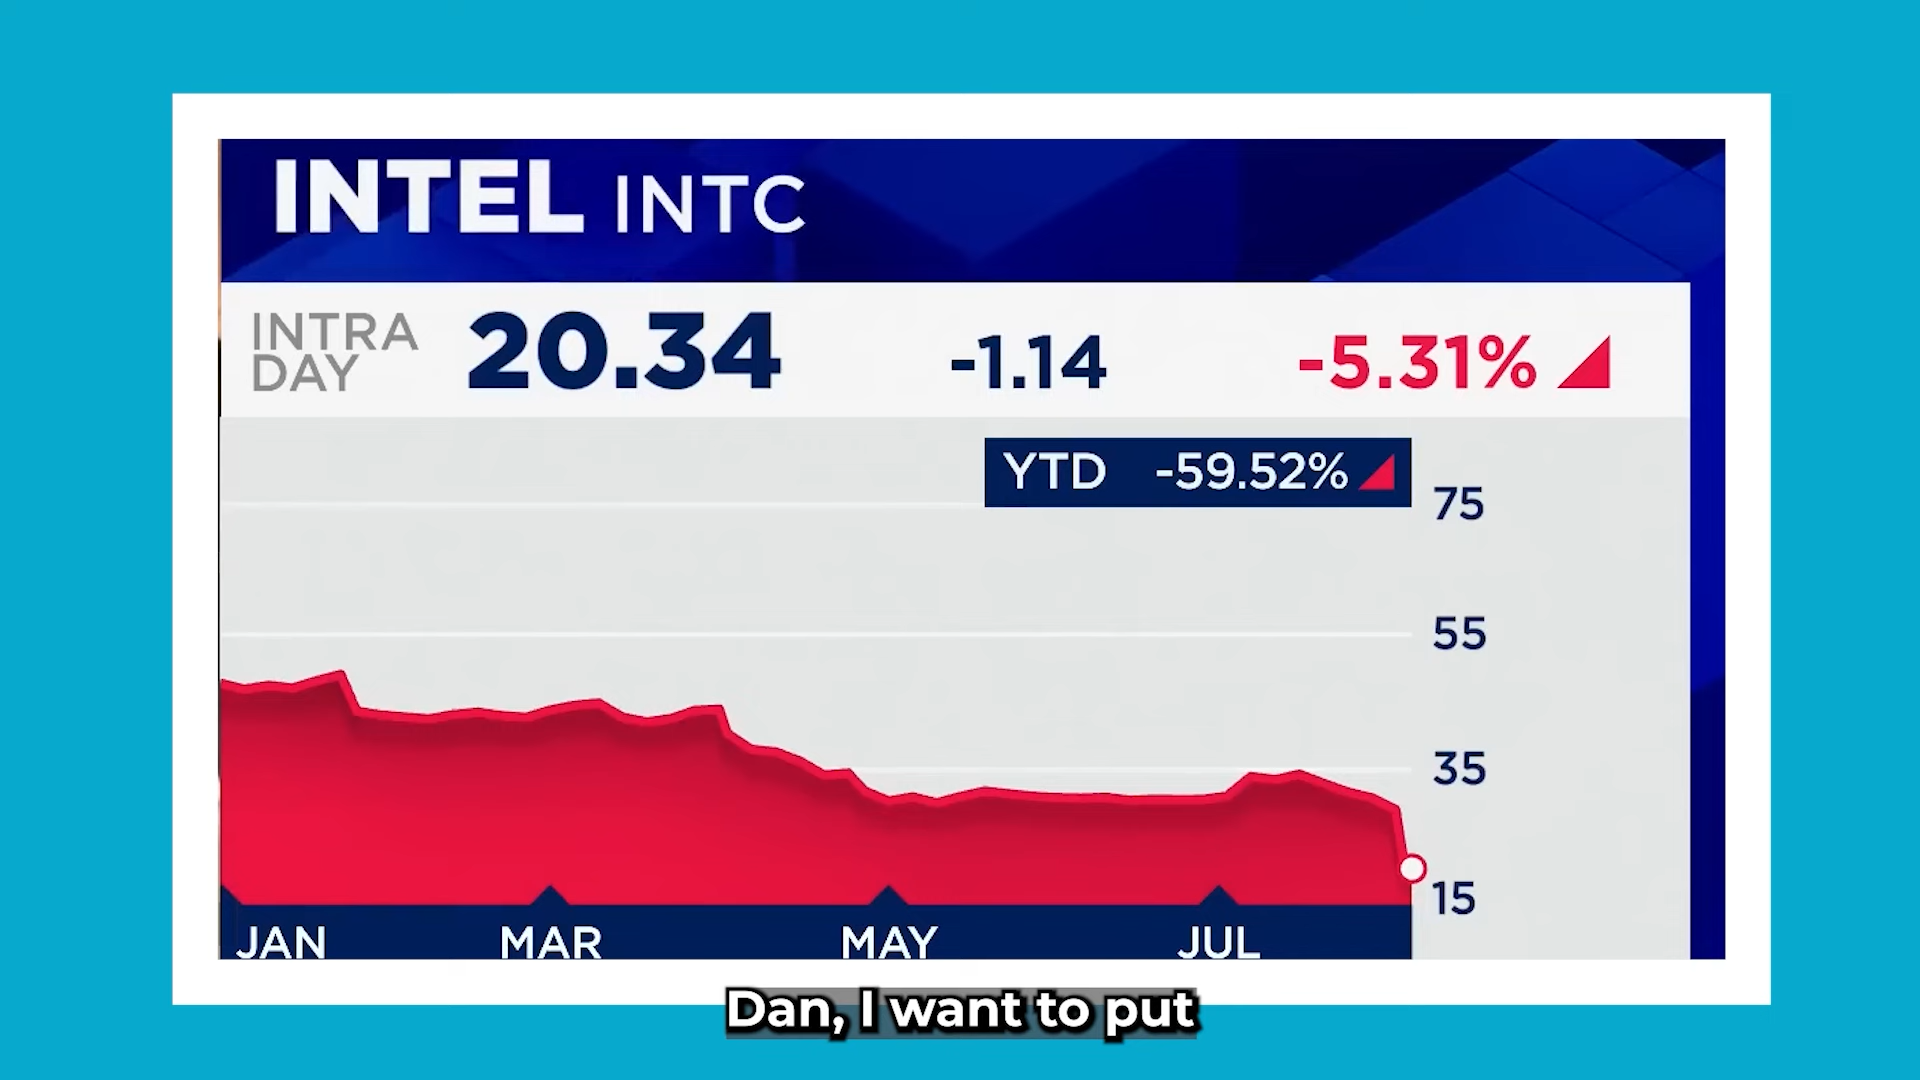 INTEL INTC
INTRA DAY 20.34 -1.14 -5.31%
YTD -59.52%
75
55
35
15
JAN MAR MAY JUL
Dan, I want to put